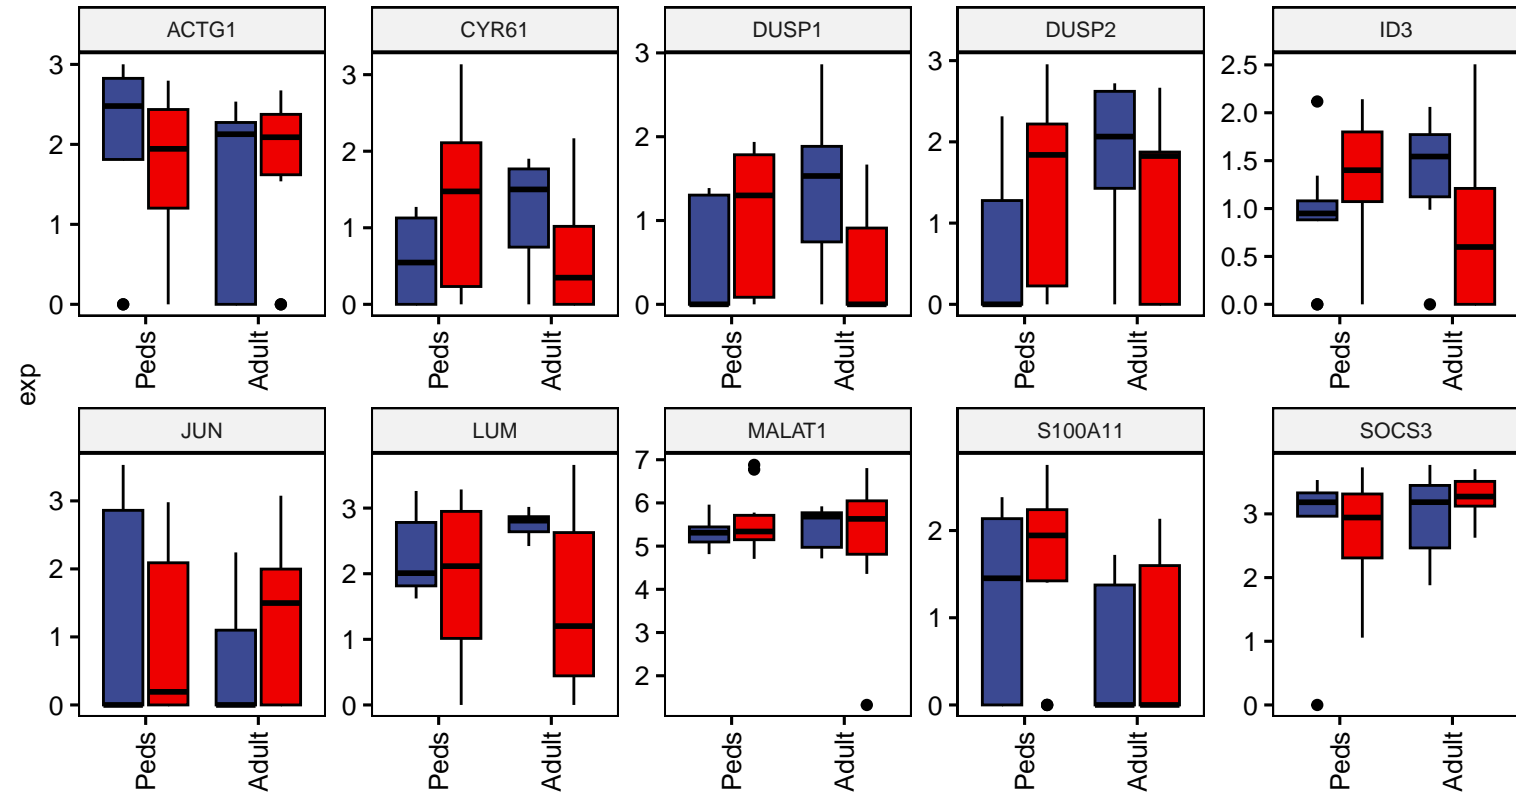 ACTG1 CYR61 DUSP1 DUSP2 ID3
3 2 1 0
3 2 1 0
3 2 1 0
3 2 1 0
2.5 2.0 1.5 1.0 0.5 0.0
Peds Adult Peds Adult Peds Adult Peds Adult Peds Adult
exp
JUN LUM MALAT1 S100A11 SOCS3
3 2 1 0
3 2 1 0
7 6 5 4 3 2
2 1 0
3 2 1 0
Peds Adult Peds Adult Peds Adult Peds Adult Peds Adult